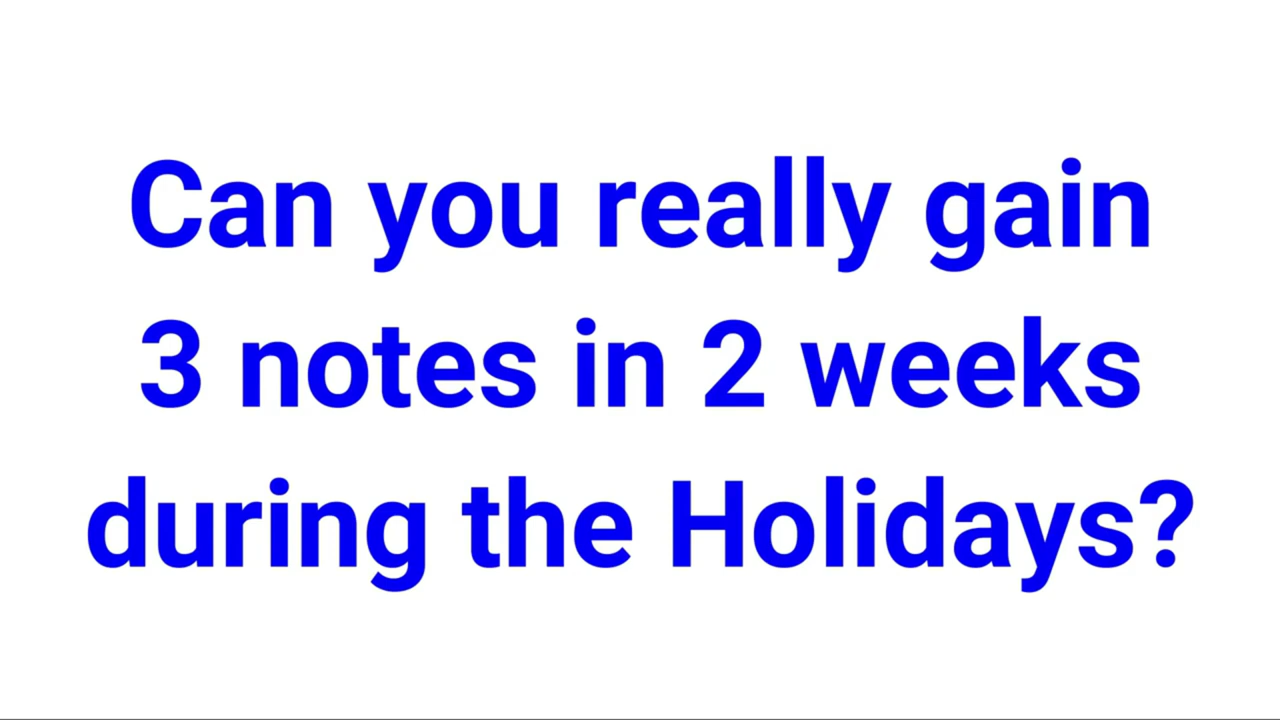 Can you really gain
3 notes in 2 weeks
during the Holidays?